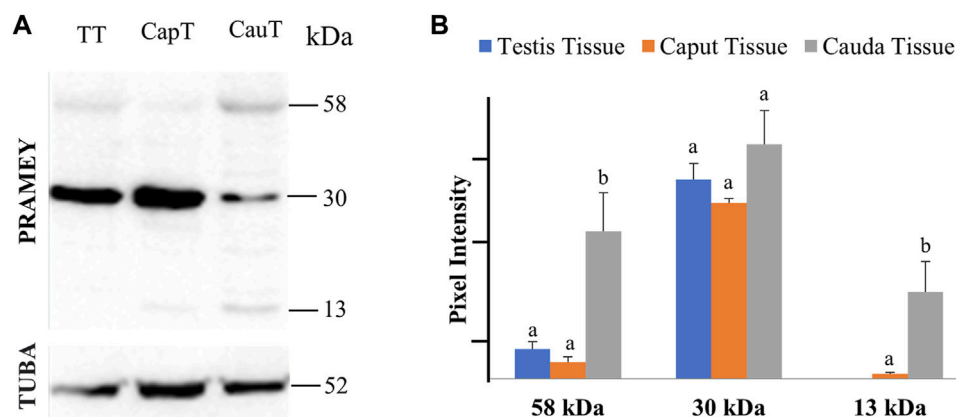 A
TT CapT CauT kDa
58
30
13
52
PRAMEY
TUBA
B
Testis Tissue Caput Tissue Cauda Tissue
Pixel Intensity
a a b
a a a
a b
58 kDa 30 kDa 13 kDa